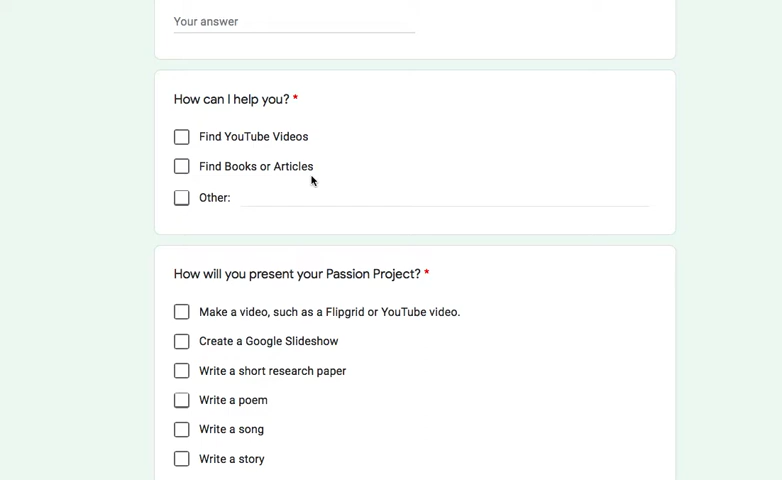 Your answer
How can I help you? *
Find YouTube Videos
Find Books or Articles
Other:
How will you present your Passion Project? *
Make a video, such as a Flipgrid or YouTube video.
Create a Google Slideshow
Write a short research paper
Write a poem
Write a song
Write a story